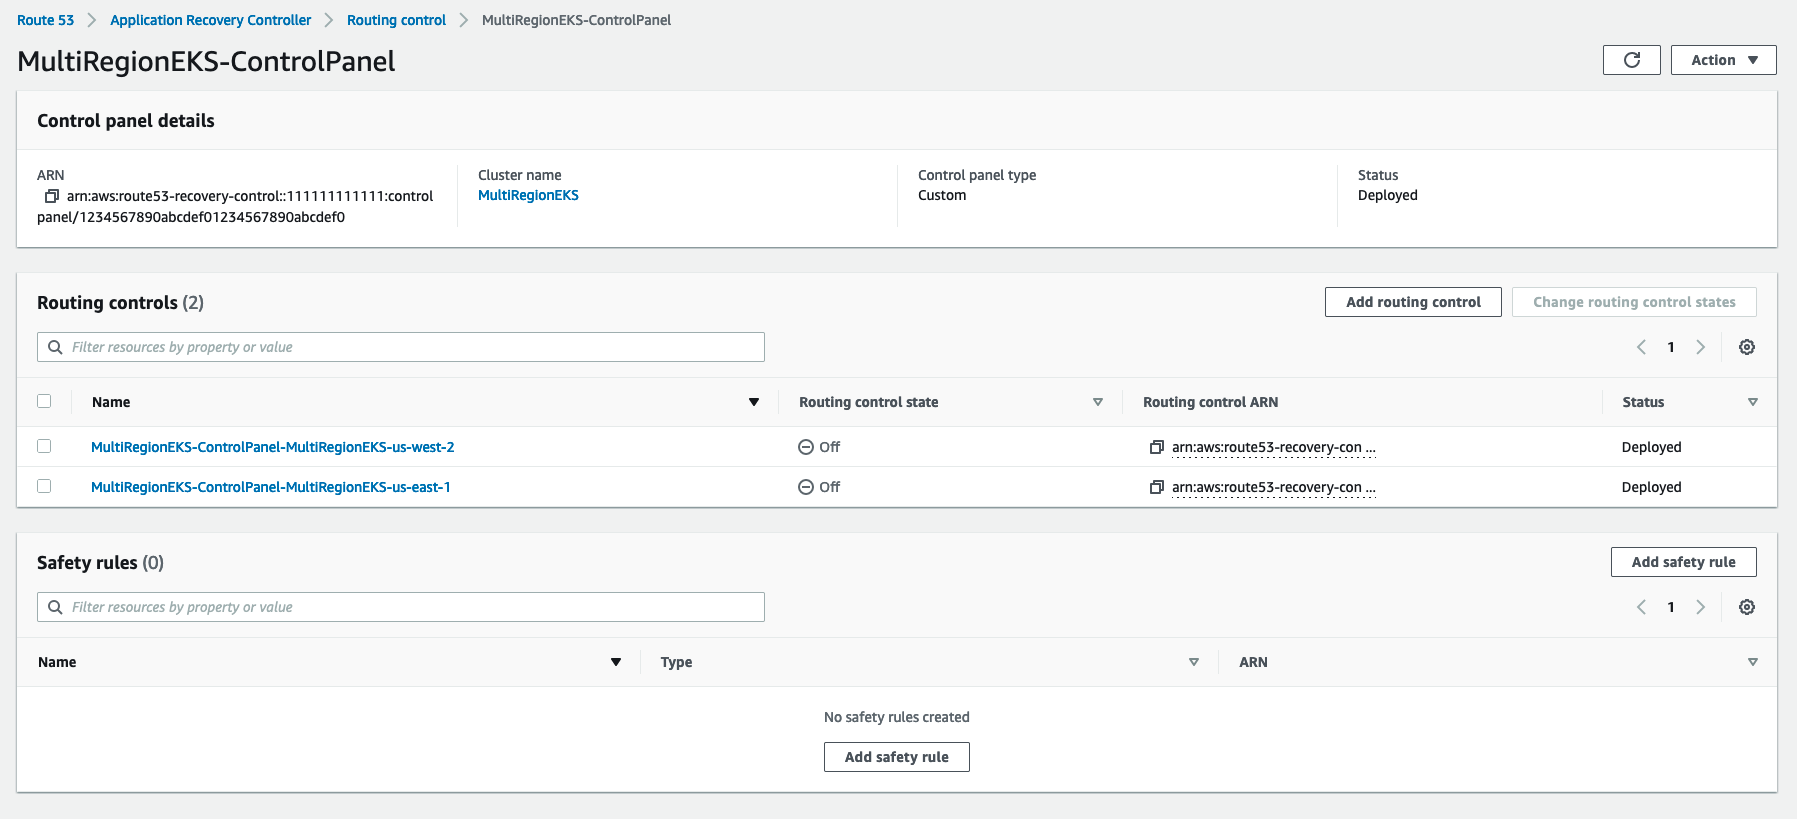 Route 53 Application Recovery Controller Routing control MultiRegionEKS-ControlPanel
MultiRegionEKS-ControlPanel
Action
Control panel details
ARN
arn:aws:route53-recovery-control::111111111111:control
panel/1234567890abcdef01234567890abcdef0
Cluster name
MultiRegionEKS
Control panel type
Custom
Status
Deployed
Routing controls (2)
Add routing control
Change routing control states
Filter resources by property or value
1
Name Routing control state Routing control ARN Status
MultiRegionEKS-ControlPanel-MultiRegionEKS-us-west-2 Off arn:aws:route53-recovery-con ... Deployed
MultiRegionEKS-ControlPanel-MultiRegionEKS-us-east-1 Off arn:aws:route53-recovery-con ... Deployed
Safety rules (0)
Add safety rule
Filter resources by property or value
1
Name Type ARN
No safety rules created
Add safety rule